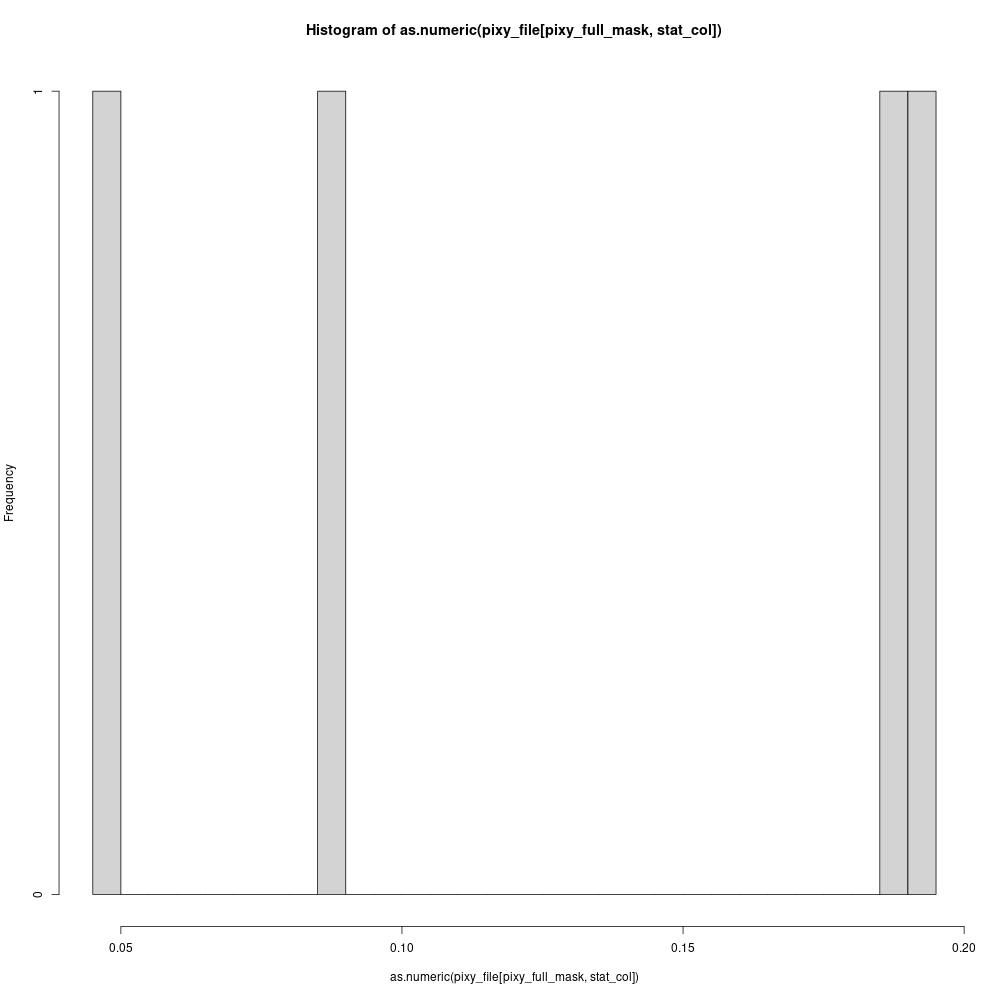 Histogram of as.numeric(pixy_file[pixy_full_mask, stat_col])
1
Frequency
0
0.05 0.10 0.15 0.20
as.numeric(pixy_file[pixy_full_mask, stat_col])